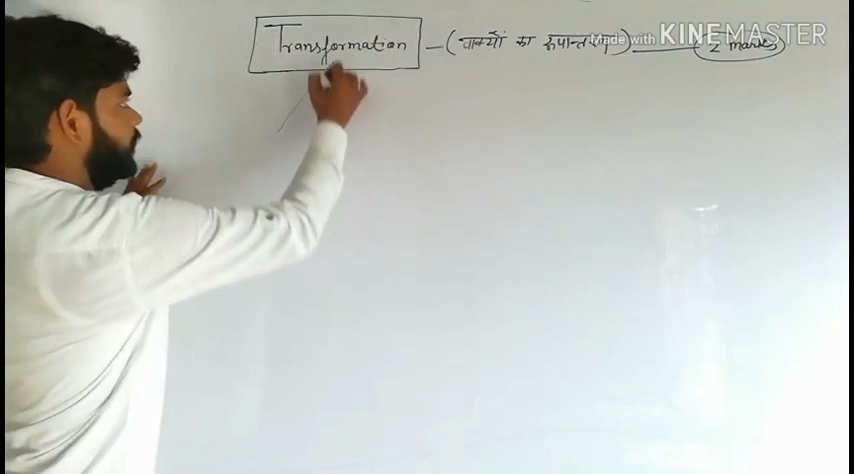 Transformation – (वाक्यों का रूपान्तरण) — 2 marks
Made with KINEMASTER